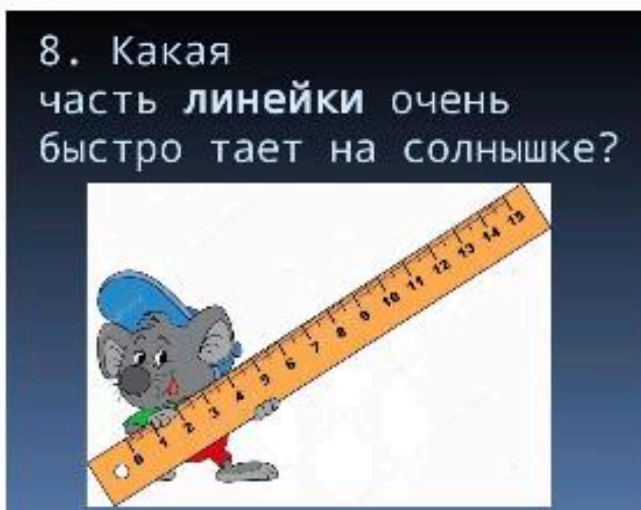 8. Какая
часть линейки очень
быстро тает на солнышке?
0 1 2 3 4 5 6 7 8 9 10 11 12 13 14 15